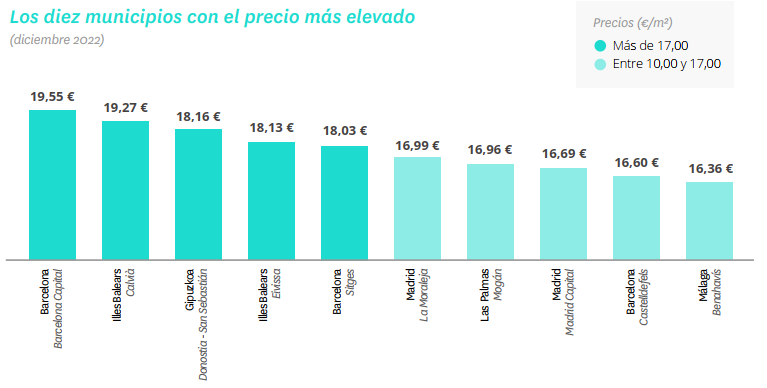 Los diez municipios con el precio más elevado
(diciembre 2022)
Precios (€/m²)
Más de 17,00
Entre 10,00 y 17,00
19,55 €
19,27 €
18,16 €
18,13 €
18,03 €
16,99 €
16,96 €
16,69 €
16,60 €
16,36 €
Barcelona
Barcelona Capital
Illes Balears
Calvià
Gipuzkoa
Donostia - San Sebastián
Illes Balears
Eivissa
Barcelona
Sitges
Madrid
La Moraleja
Las Palmas
Mogán
Madrid
Madrid Capital
Barcelona
Castelldefels
Málaga
Benahavís